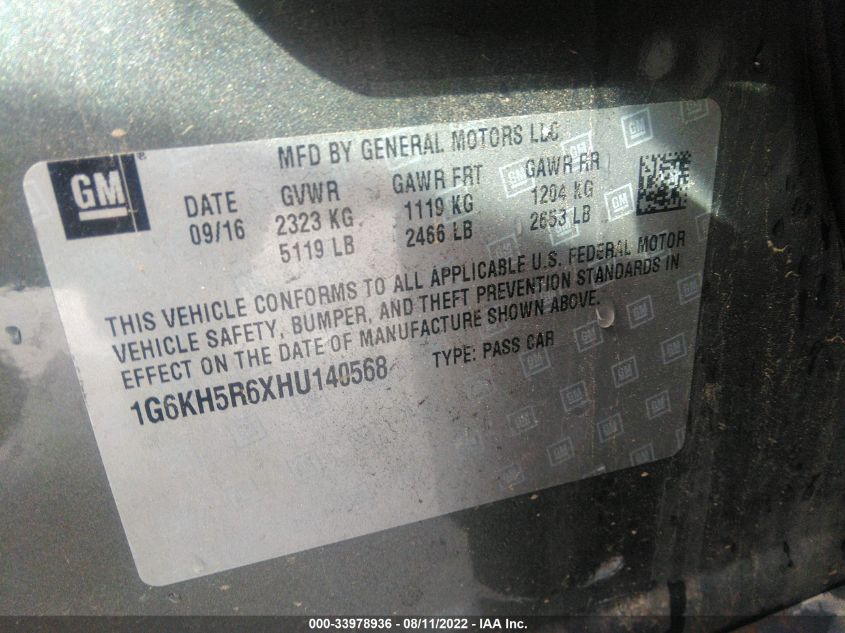 GM®
MFD BY GENERAL MOTORS LLC
DATE GVWR GAWR FRT GAWR RR
09/16 2323 KG 1119 KG 1204 KG
5119 LB 2466 LB 2653 LB
THIS VEHICLE CONFORMS TO ALL APPLICABLE U.S. FEDERAL MOTOR
VEHICLE SAFETY, BUMPER, AND THEFT PREVENTION STANDARDS IN
EFFECT ON THE DATE OF MANUFACTURE SHOWN ABOVE.
1G6KH5R6XHU140568 TYPE: PASS CAR
000-33978936 - 08/11/2022 - IAA Inc.